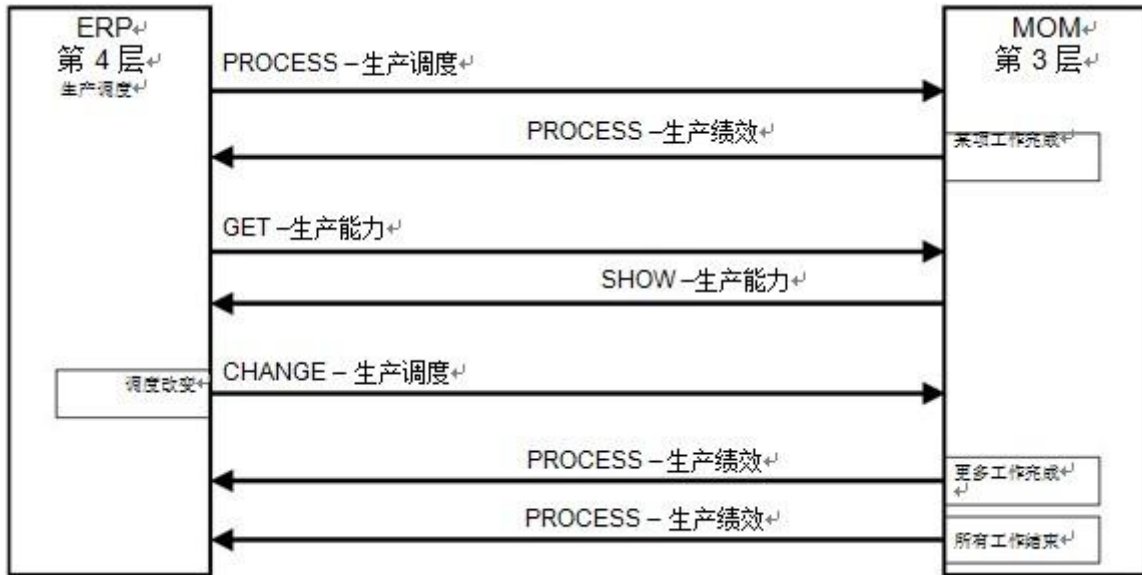 ERP↵
第 4 层↵
生产调度↵
MOM↵
第 3 层↵
PROCESS – 生产调度↵
PROCESS – 生产绩效↵
某项工作完成↵
GET – 生产能力↵
SHOW – 生产能力↵
调度改变↵
CHANGE – 生产调度↵
PROCESS – 生产绩效↵
更多工作完成↵
↵
PROCESS – 生产绩效↵
所有工作结束↵